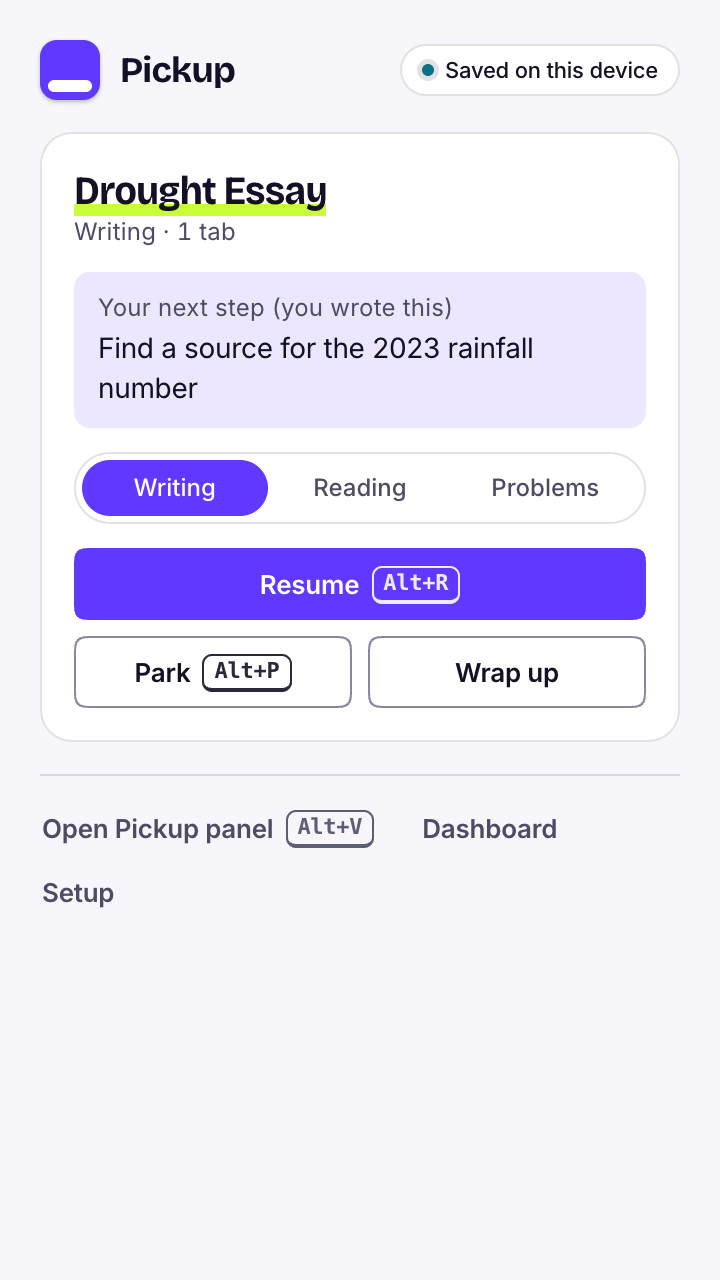 Pickup
Saved on this device
Drought Essay
Writing · 1 tab
Your next step (you wrote this)
Find a source for the 2023 rainfall
number
Writing Reading Problems
Resume Alt+R
Park Alt+P Wrap up
Open Pickup panel Alt+V Dashboard
Setup